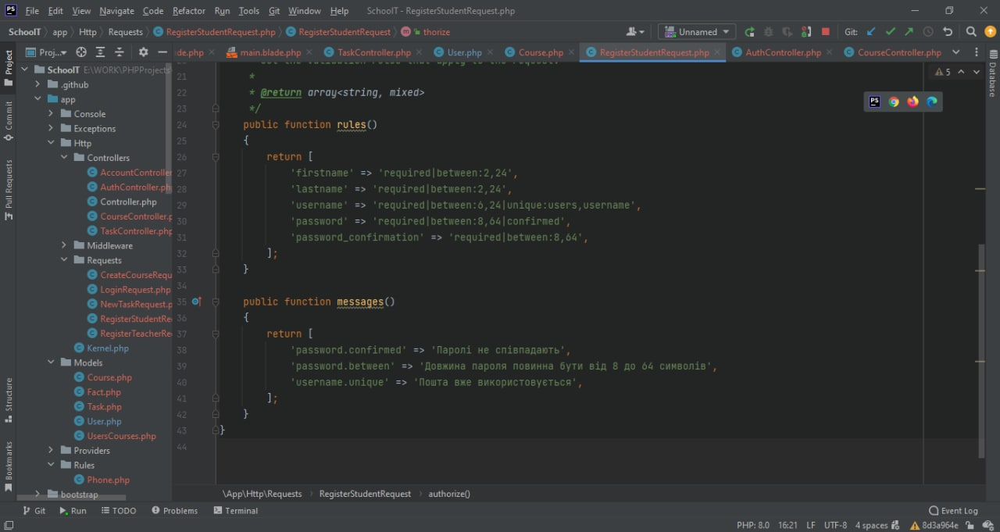 PS File Edit View Navigate Code Refactor Run Tools Git Window Help SchoolT - RegisterStudentRequest.php
SchoolT app Http Requests RegisterStudentRequest.php RegisterStudentRequest thorize Unnamed Git:
Proj... de.php main.blade.php TaskController.php User.php Course.php RegisterStudentRequest.php AuthController.php CourseController.php
Project
Commit
Pull Requests
Structure
Bookmarks
SchoolT E:\WORK\PHPProjects
.github
app
Console
Exceptions
Http
Controllers
AccountController
AuthController.ph
Controller.php
CourseController.p
TaskController.php
Middleware
Requests
CreateCourseRequ
LoginRequest.php
NewTaskRequest.p
RegisterStudentRe
RegisterTeacherRe
Kernel.php
Models
Course.php
Fact.php
Task.php
User.php
UsersCourses.php
Providers
Rules
Phone.php
bootstrap
21 *
22 * @return array<string, mixed>
23 */
24 public function rules()
25 {
26 return [
27 'firstname' => 'required|between:2,24',
28 'lastname' => 'required|between:2,24',
29 'username' => 'required|between:6,24|unique:users,username',
30 'password' => 'required|between:8,64|confirmed',
31 'password_confirmation' => 'required|between:8,64',
32 ];
33 }
34
35 public function messages()
36 {
37 return [
38 'password.confirmed' => 'Паролі не співпадають',
39 'password.between' => 'Довжина пароля повинна бути від 8 до 64 символів',
40 'username.unique' => 'Пошта вже використовується',
41 ];
42 }
43 }
44
5
PS
Database
\App\Http\Requests RegisterStudentRequest authorize()
Git Run TODO Problems Terminal Event Log
PHP: 8.0 16:21 LF UTF-8 4 spaces 8d3a964e